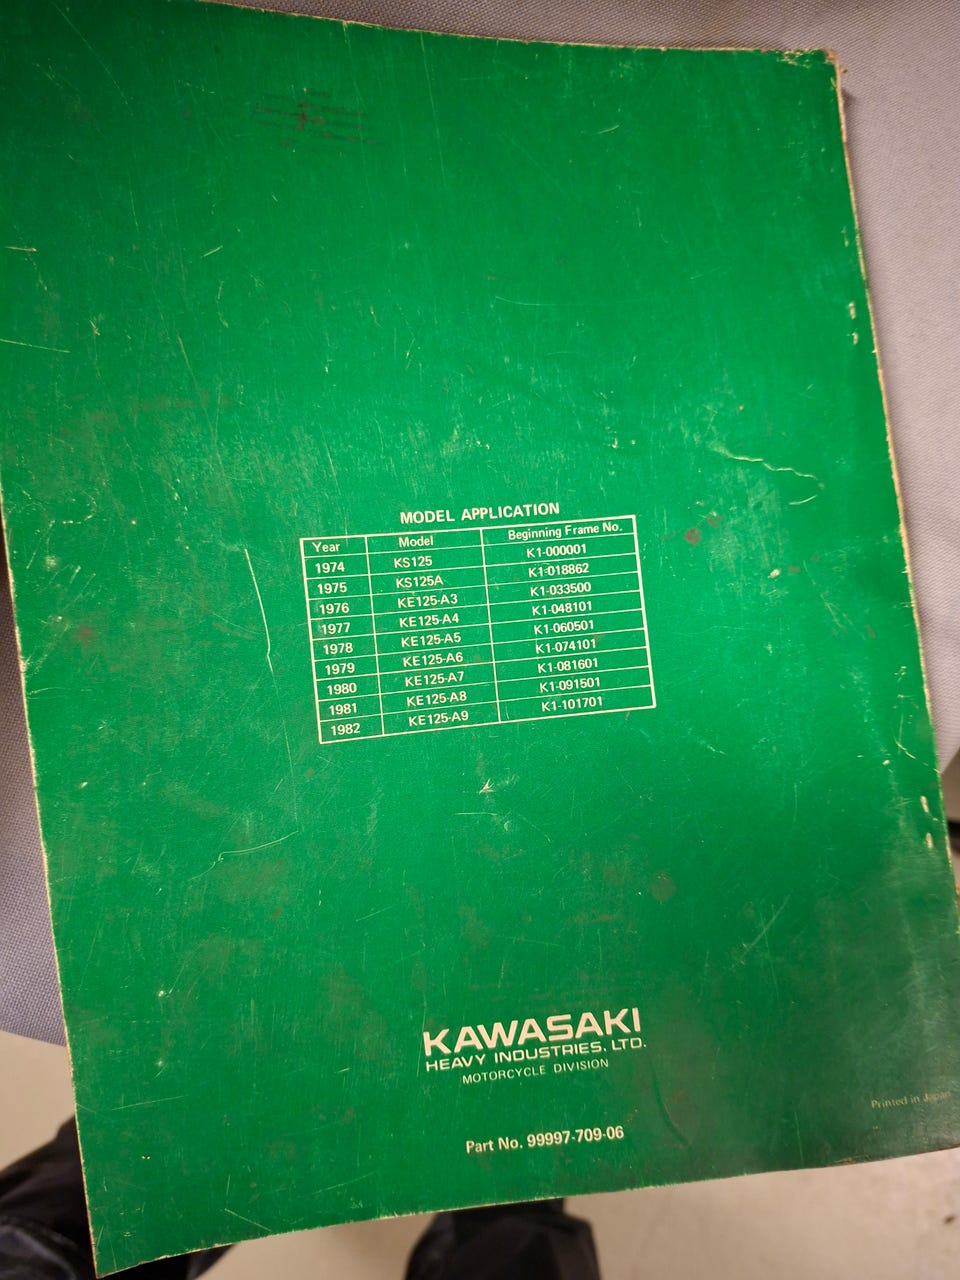 MODEL APPLICATION
Year Model Beginning Frame No.
1974 KS125 K1-000001
1975 KS125A K1-018862
1976 KE125-A3 K1-033500
1977 KE125-A4 K1-048101
1978 KE125-A5 K1-060501
1979 KE125-A6 K1-074101
1980 KE125-A7 K1-081601
1981 KE125-A8 K1-091501
1982 KE125-A9 K1-101701
KAWASAKI
HEAVY INDUSTRIES, LTD.
MOTORCYCLE DIVISION
Printed in Japan
Part No. 99997-709-06